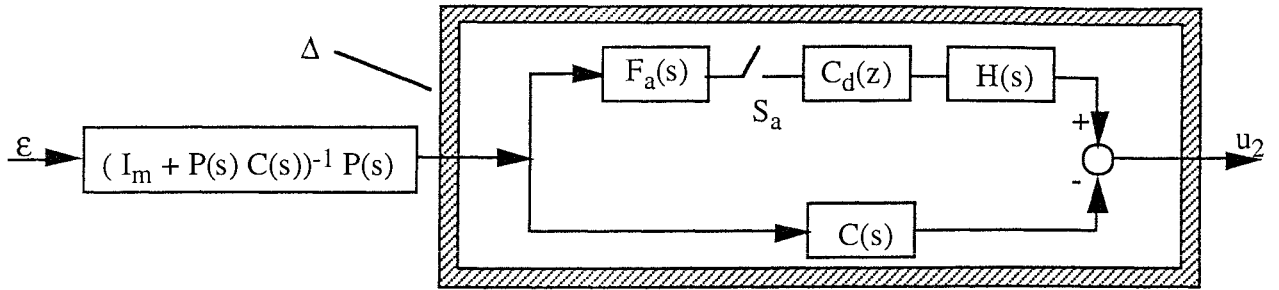 Δ
F_a(s)
S_a
C_d(z)
H(s)
+
ε
( I_m + P(s) C(s))^{-1} P(s)
u_2
-
C(s)